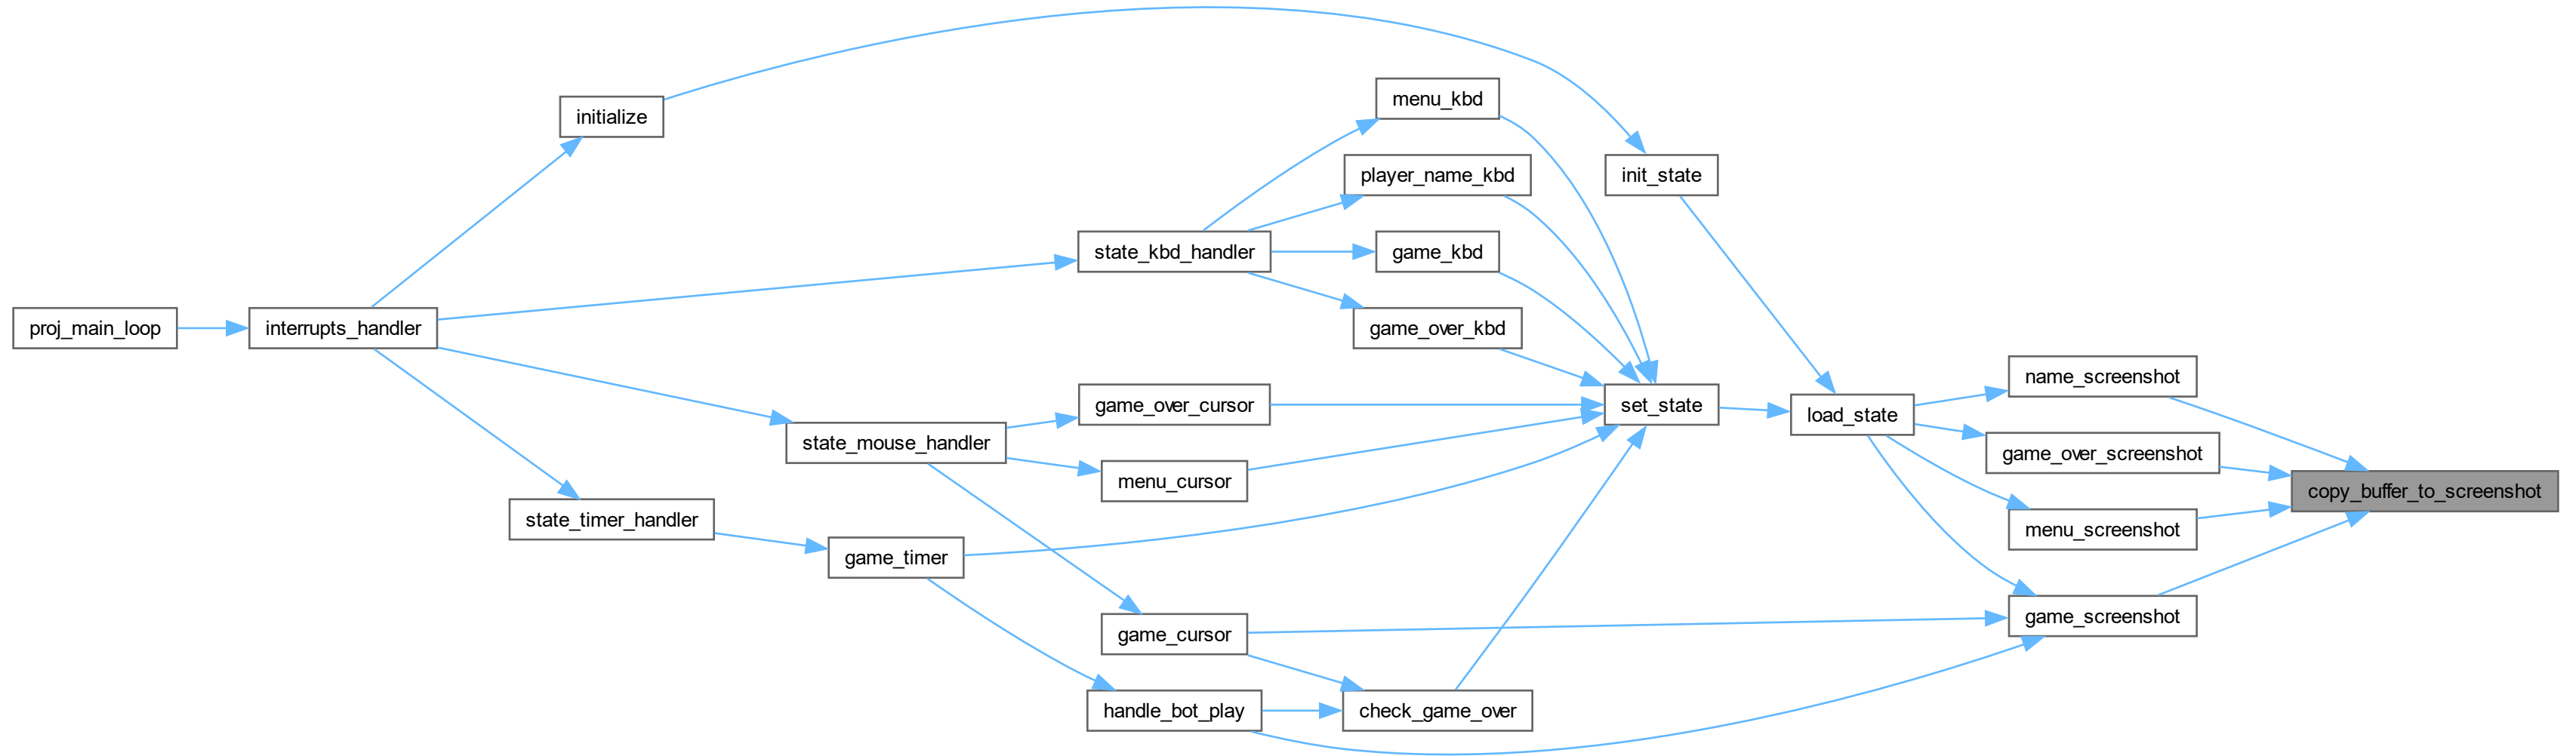 proj_main_loop
interrupts_handler
initialize
state_kbd_handler
state_mouse_handler
state_timer_handler
game_timer
menu_kbd
player_name_kbd
game_kbd
game_over_kbd
game_over_cursor
menu_cursor
game_cursor
handle_bot_play
check_game_over
init_state
set_state
load_state
name_screenshot
game_over_screenshot
menu_screenshot
game_screenshot
copy_buffer_to_screenshot